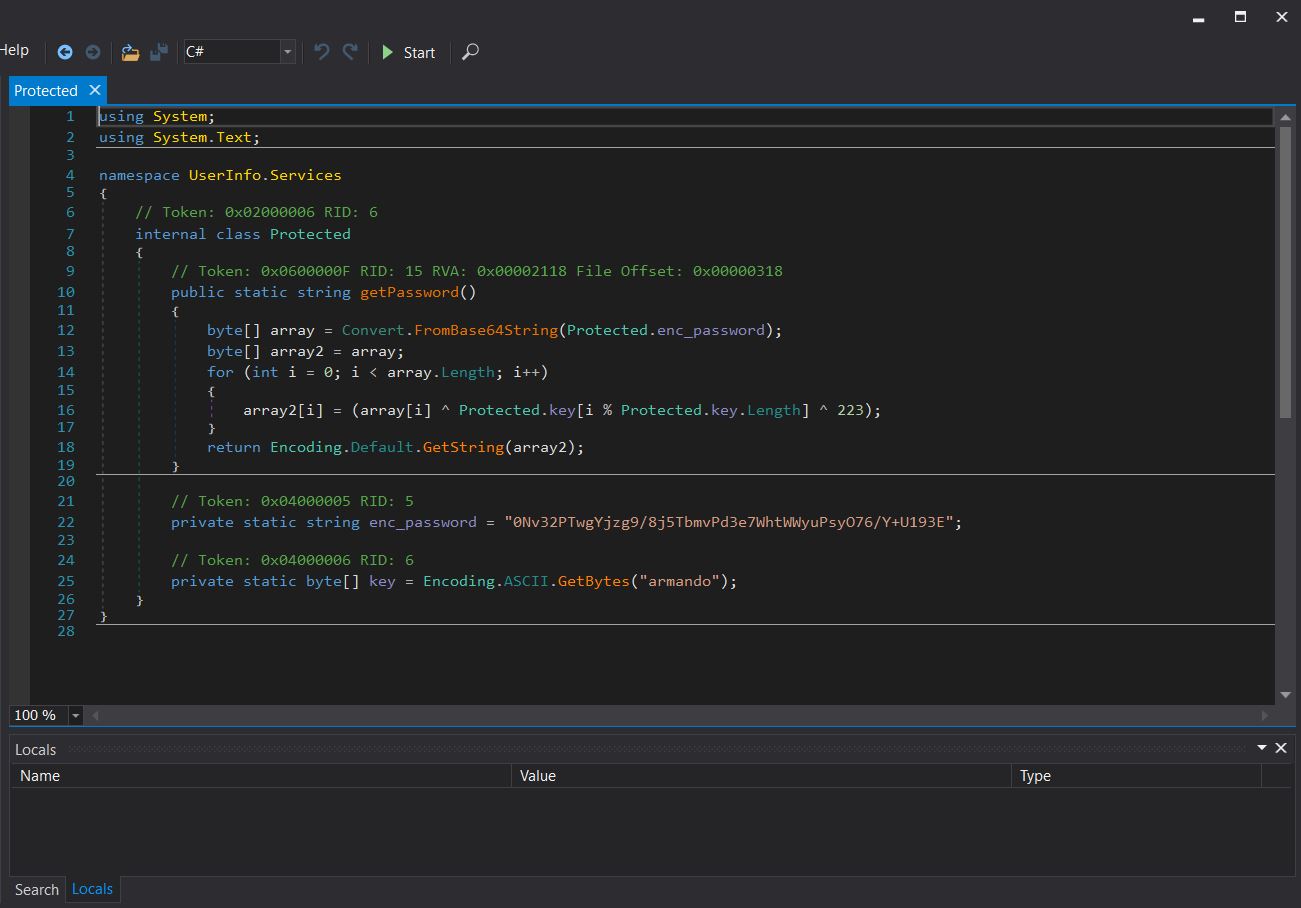 Help
C#
Start
Protected
1 using System;
2 using System.Text;
3
4 namespace UserInfo.Services
5 {
6 // Token: 0x02000006 RID: 6
7 internal class Protected
8 {
9 // Token: 0x0600000F RID: 15 RVA: 0x00002118 File Offset: 0x00000318
10 public static string getPassword()
11 {
12 byte[] array = Convert.FromBase64String(Protected.enc_password);
13 byte[] array2 = array;
14 for (int i = 0; i < array.Length; i++)
15 {
16 array2[i] = (array[i] ^ Protected.key[i % Protected.key.Length] ^ 223);
17 }
18 return Encoding.Default.GetString(array2);
19 }
20
21 // Token: 0x04000005 RID: 5
22 private static string enc_password = "0Nv32PTwgYjzg9/8j5TbmvPd3e7WhtWWyuPsyO76/Y+U193E";
23
24 // Token: 0x04000006 RID: 6
25 private static byte[] key = Encoding.ASCII.GetBytes("armando");
26 }
27 }
28
100 %
Locals
Name Value Type
Search Locals